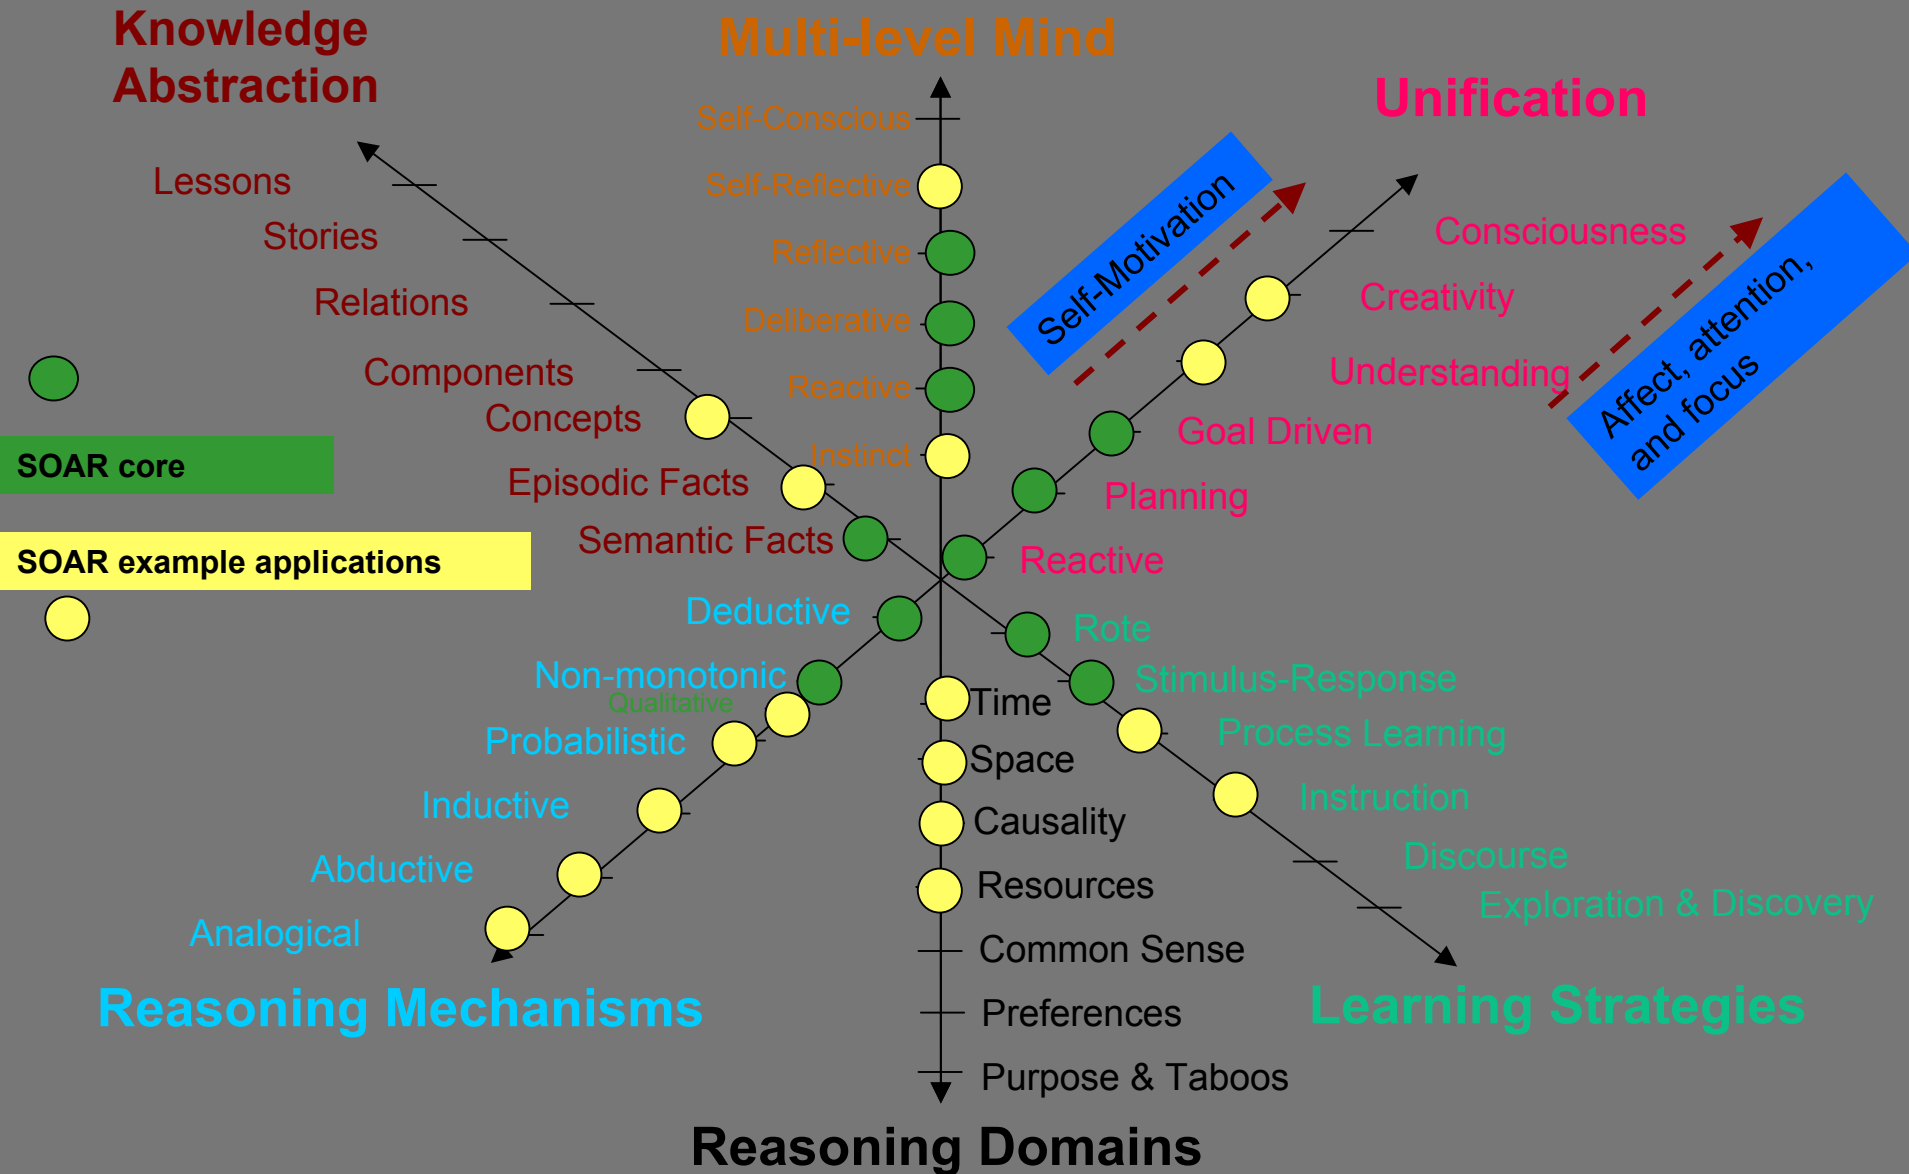 Knowledge
Abstraction
Lessons
Stories
Relations
Components
Concepts
Episodic Facts
Semantic Facts
Multi-level Mind
Self-Conscious
Self-Reflective
Reflective
Deliberative
Reactive
Instinct
Unification
Self-Motivation
Consciousness
Creativity
Understanding
Goal Driven
Planning
Reactive
Affect, attention,
and focus
SOAR core
SOAR example applications
Deductive
Non-monotonic
Qualitative
Probabilistic
Inductive
Abductive
Analogical
Reasoning Mechanisms
Time
Space
Causality
Resources
Common Sense
Preferences
Purpose & Taboos
Reasoning Domains
Rote
Stimulus-Response
Process Learning
Instruction
Discourse
Exploration & Discovery
Learning Strategies